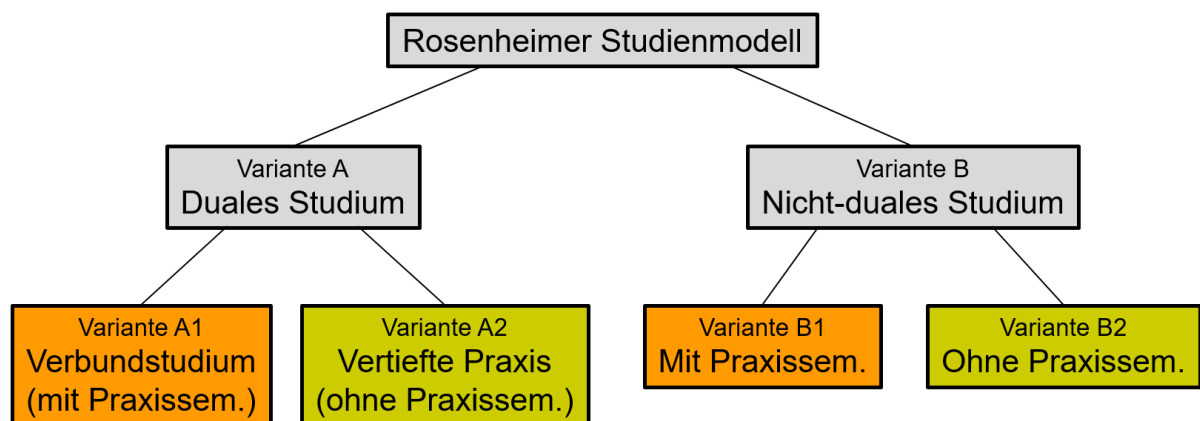 Rosenheimer Studienmodell
Variante A
Duales Studium
Variante B
Nicht-duales Studium
Variante A1
Verbundstudium
(mit Praxissem.)
Variante A2
Vertiefte Praxis
(ohne Praxissem.)
Variante B1
Mit Praxissem.
Variante B2
Ohne Praxissem.